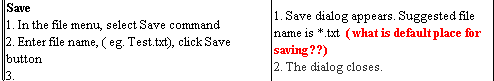 Save
1. In the file menu, select Save command
2. Enter file name, ( eg. Test.txt), click Save
button
3.
1. Save dialog appears. Suggested file
name is *.txt ( what is default place for
saving??)
2. The dialog closes.